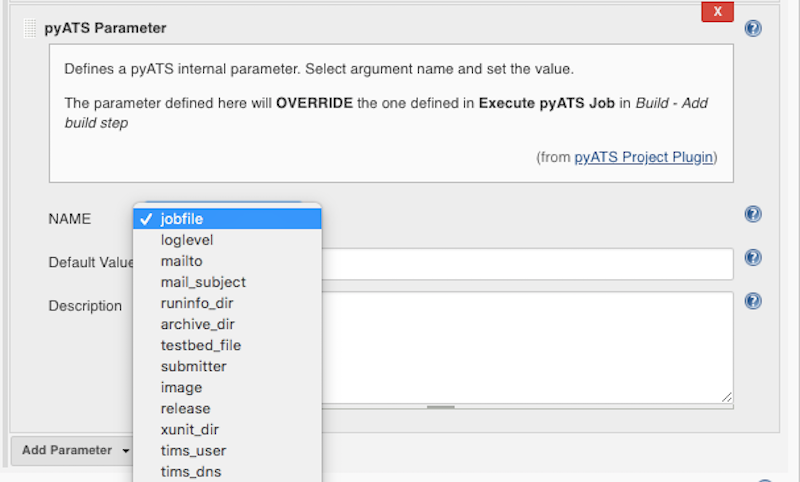 X
pyATS Parameter
Defines a pyATS internal parameter. Select argument name and set the value.
The parameter defined here will OVERRIDE the one defined in Execute pyATS Job in Build - Add
build step
(from pyATS Project Plugin)
NAME
✓ jobfile
loglevel
Default Value
mailto
mail_subject
Description
runinfo_dir
archive_dir
testbed_file
submitter
image
release
xunit_dir
Add Parameter
tims_user
tims_dns